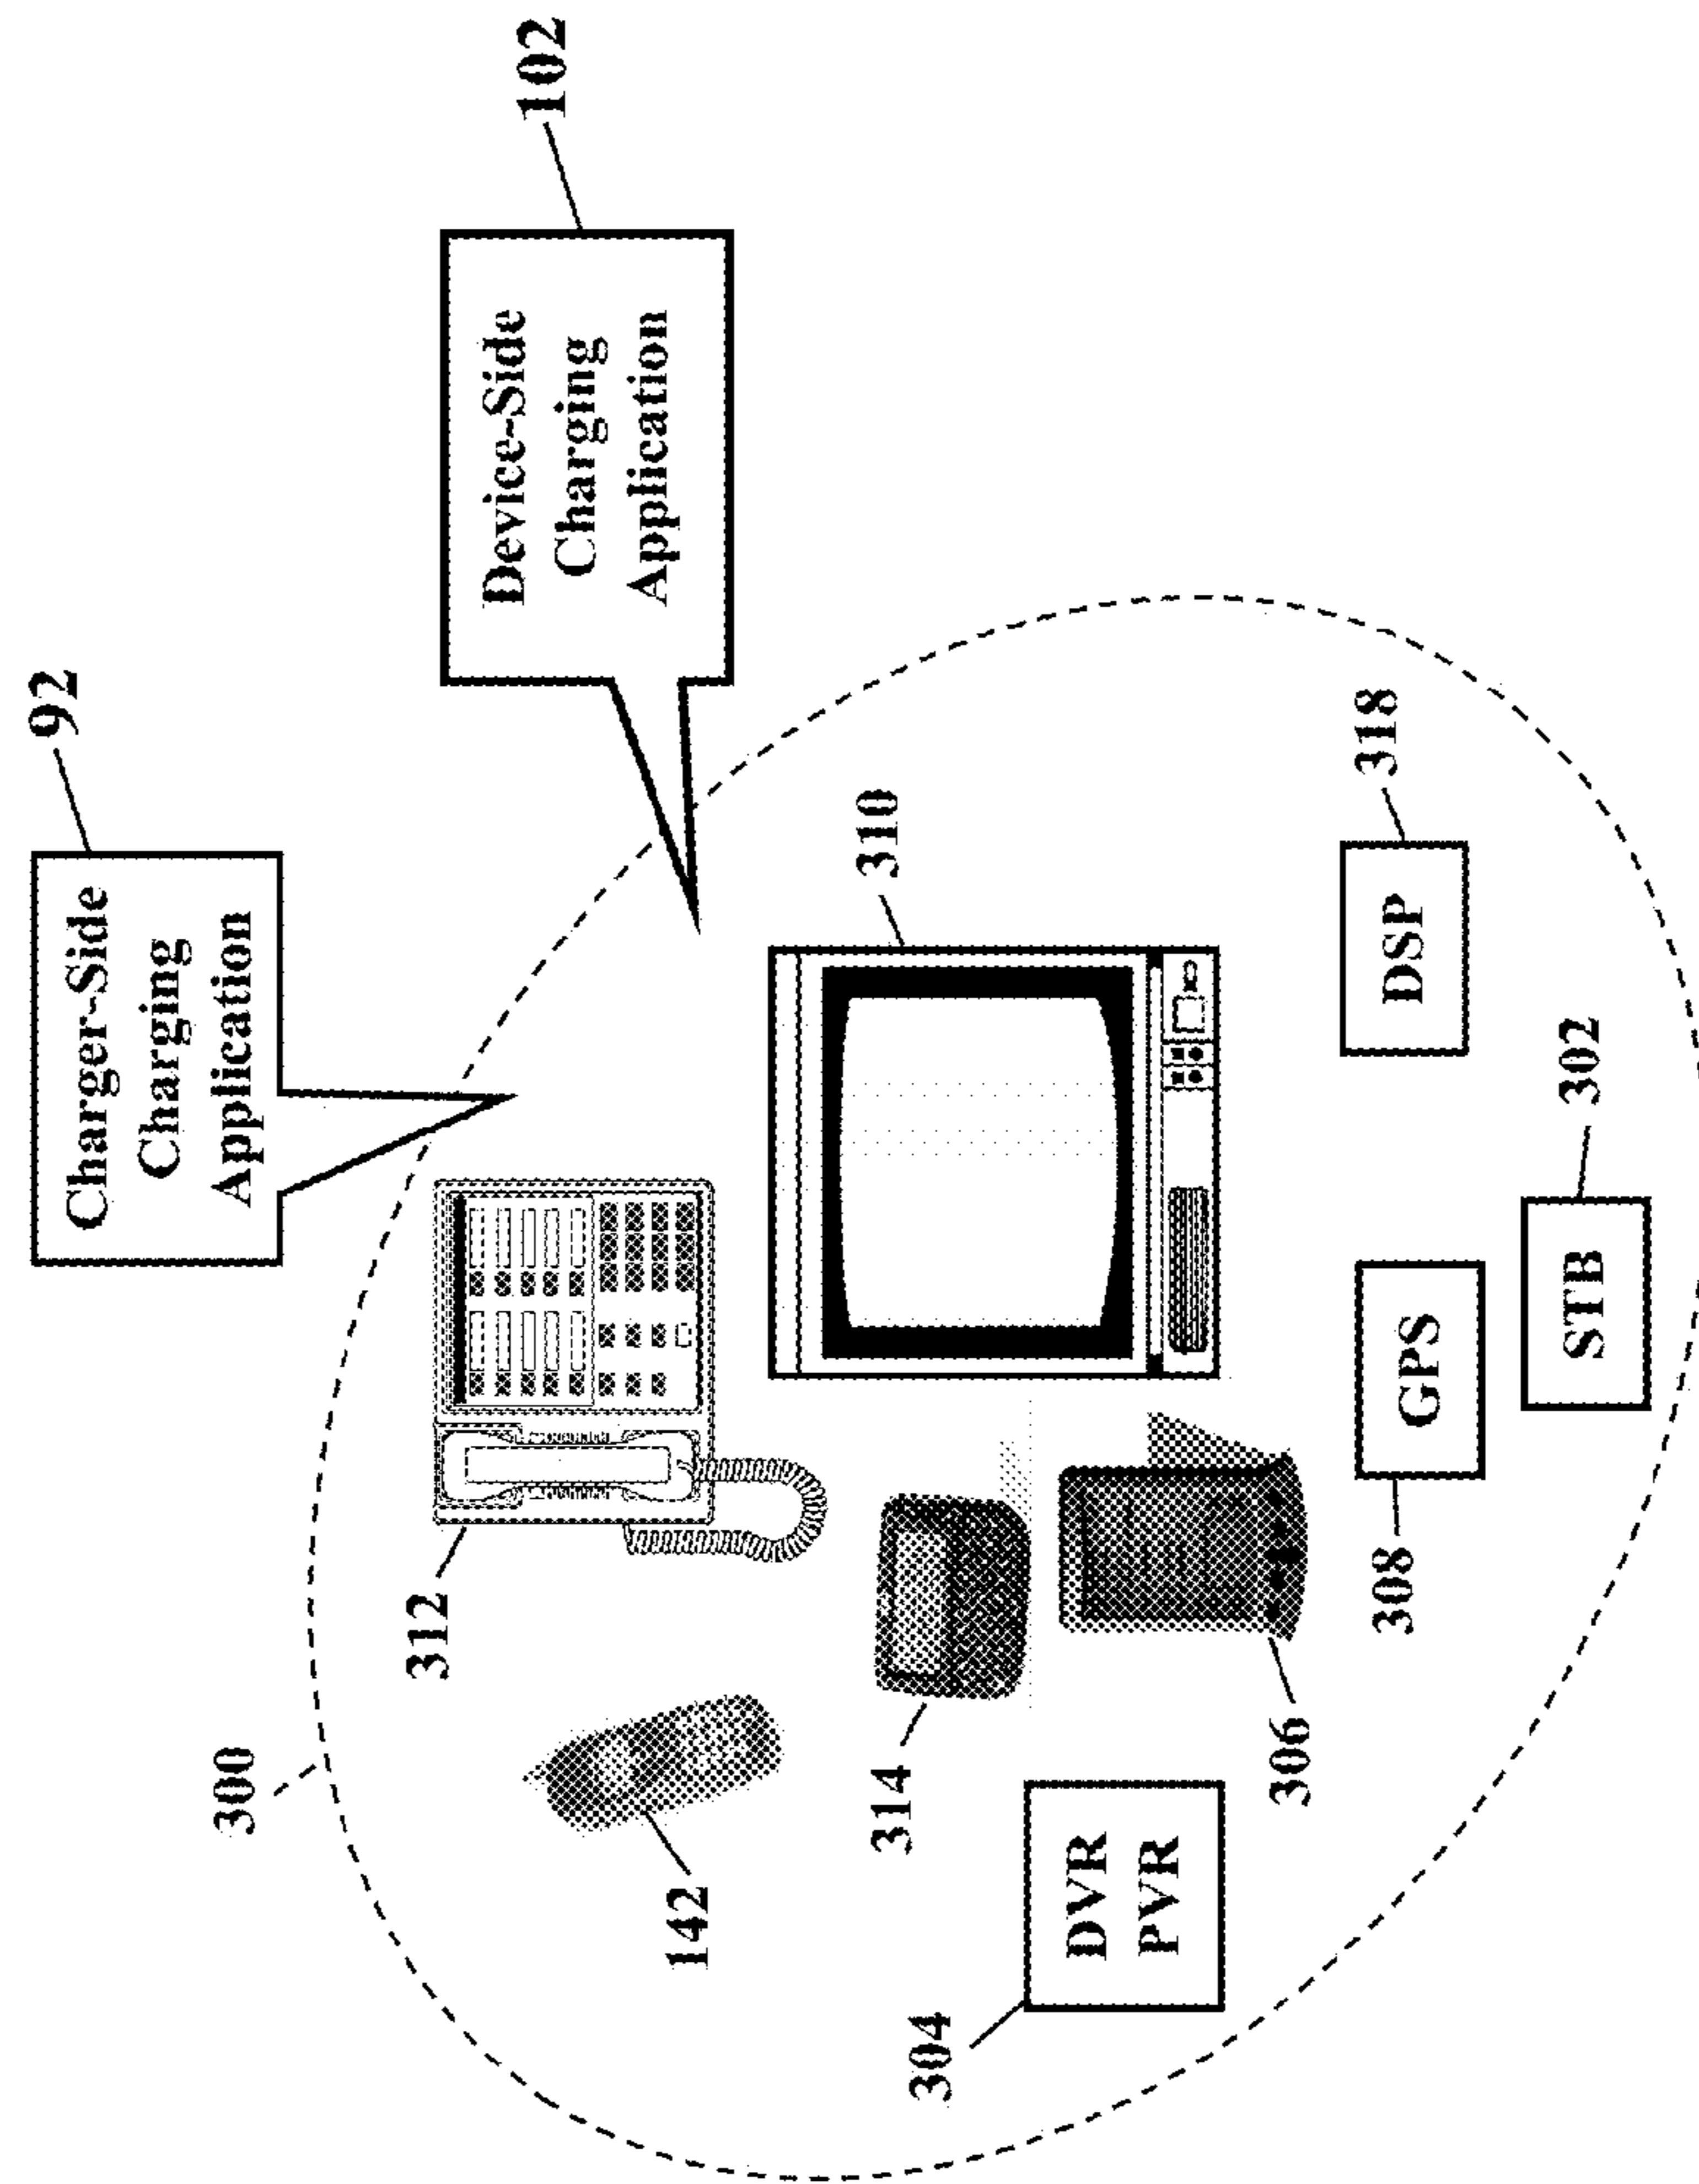 92
Charger-Side
Charging
Application
300
312
102
Device-Side
Charging
Application
142
310
314
304
DVR
PVR
306
318
DSP
308
GPS
302
STB